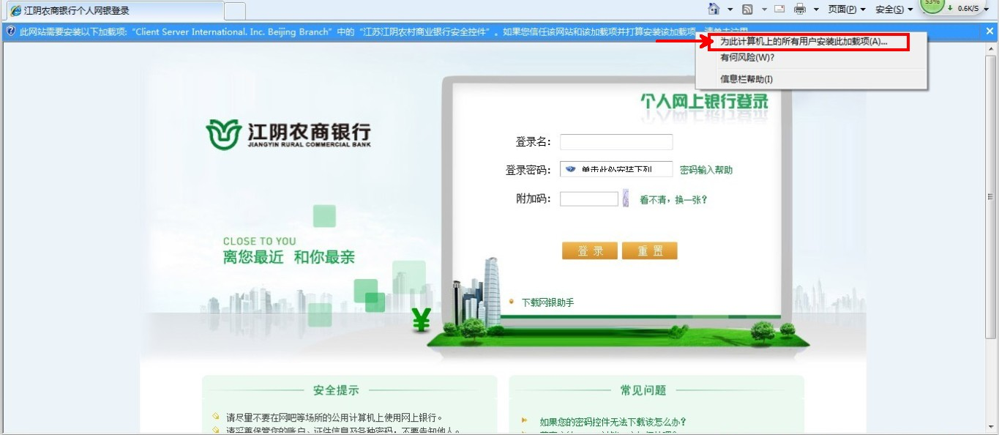 江阴农商银行个人网银登录
页面(P)
安全(S)
53%
0.6K/S
此网站需要安装以下加载项: “Client Server International. Inc. Beijing Branch” 中的 “江苏江阴农村商业银行安全控件” 。如果您信任该网站和该加载项并打算安装该加载项，请单击这里
为此计算机上的所有用户安装此加载项(A)...
有何风险(W)?
信息栏帮助(I)
个人网上银行登录
江阴农商银行
JIANGYIN RURAL COMMERCIAL BANK
登录名:
登录密码:
单击此处安装下列
密码输入帮助
附加码:
看不清，换一张?
CLOSE TO YOU
离您最近 和你最亲
登 录
重 置
下载网银助手
¥
安全提示
请尽量不要在网吧等场所的公用计算机上使用网上银行。
请妥善保管您的账户、证件信息及各种密码，不要告知他人。
常见问题
如果您的密码控件无法下载该怎么办?